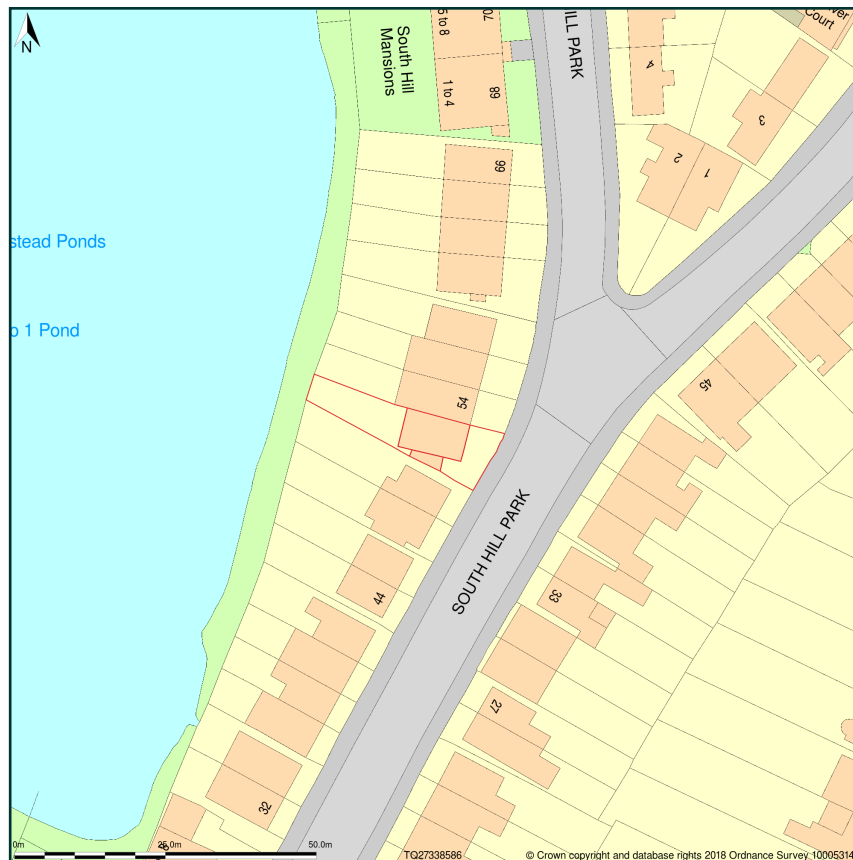 N
5 to 8
70
South Hill
Mansions
1 to 4
68
HILL PARK
4
Court
3
2
1
66
stead Ponds
o 1 Pond
54
45
SOUTH HILL PARK
44
33
27
32
0m
25.0m
50.0m
TQ27338586
© Crown copyright and database rights 2018 Ordnance Survey 10005314